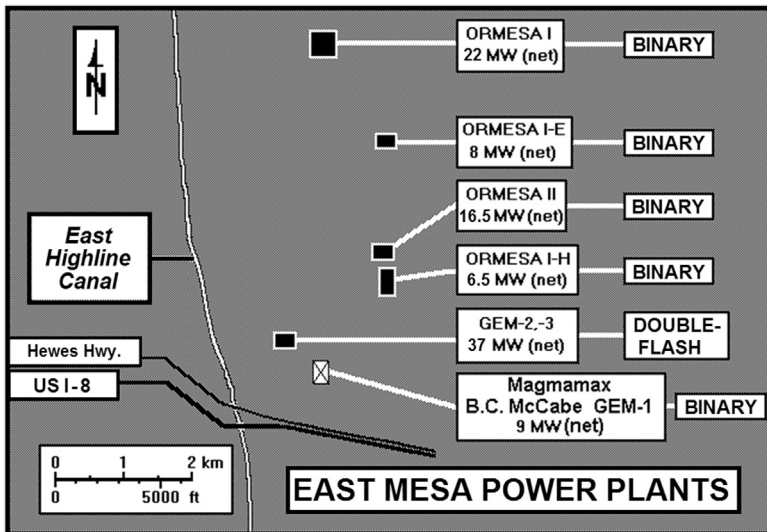 ORMESA I
22 MW (net)
BINARY
N
ORMESA I-E
8 MW (net)
BINARY
ORMESA II
16.5 MW (net)
BINARY
East
Highline
Canal
ORMESA I-H
6.5 MW (net)
BINARY
GEM-2,-3
37 MW (net)
DOUBLE-
FLASH
Hewes Hwy.
US I-8
Magmamax
B.C. McCabe GEM-1
9 MW (net)
BINARY
0 1 2 km
0 5000 ft
EAST MESA POWER PLANTS